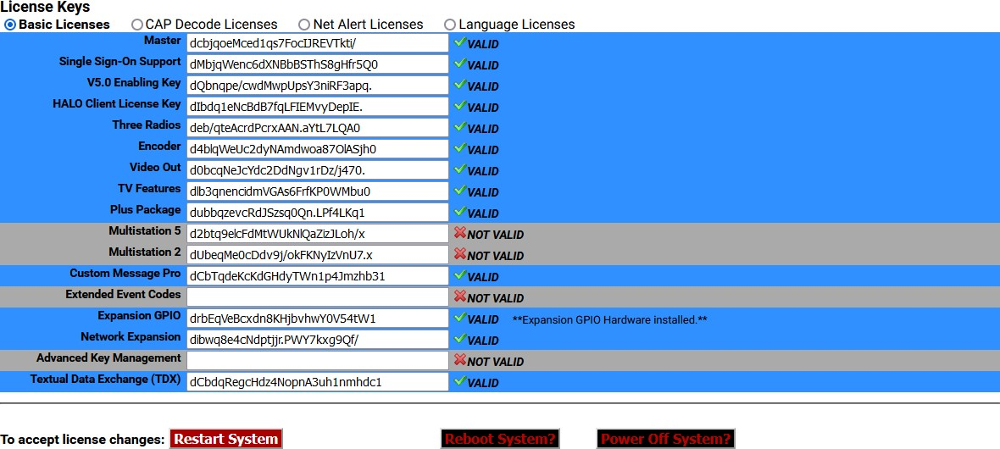 License Keys
Basic Licenses CAP Decode Licenses Net Alert Licenses Language Licenses
Master dcbjqoeMced1qs7FocIJREVTkti/ VALID
Single Sign-On Support dMbjqWenc6dXNBbBSThS8gHfr5Q0 VALID
V5.0 Enabling Key dQbnqpe/cwdMwpUpsY3niRF3apq. VALID
HALO Client License Key dIbdq1eNcBdB7fqLFIEMvyDepIE. VALID
Three Radios deb/qteAcrdPcrxAAN.aYtL7LQA0 VALID
Encoder d4blqWeUc2dyNAmdwoa87OlASjh0 VALID
Video Out d0bcqNeJcYdc2DdNgv1rDz/j470. VALID
TV Features dlb3qnencidmVGAs6FrfKP0WMbu0 VALID
Plus Package dubbqzevcRdJSzsq0Qn.LPf4LKq1 VALID
Multistation 5 d2btq9elcFdMtWUkNlQaZizJLoh/x NOT VALID
Multistation 2 dUbeqMe0cDdv9j/okFKNyIzVnU7.x NOT VALID
Custom Message Pro dCbTqdeKcKdGHdyTWn1p4Jmzhb31 VALID
Extended Event Codes NOT VALID
Expansion GPIO drbEqVeBcxdn8KHjbvhwY0V54tW1 VALID **Expansion GPIO Hardware installed.**
Network Expansion dibwq8e4cNdptjjr.PWY7kxg9Qf/ VALID
Advanced Key Management NOT VALID
Textual Data Exchange (TDX) dCbdqRegcHdz4NopnA3uh1nmhdc1 VALID
To accept license changes: Restart System Reboot System? Power Off System?